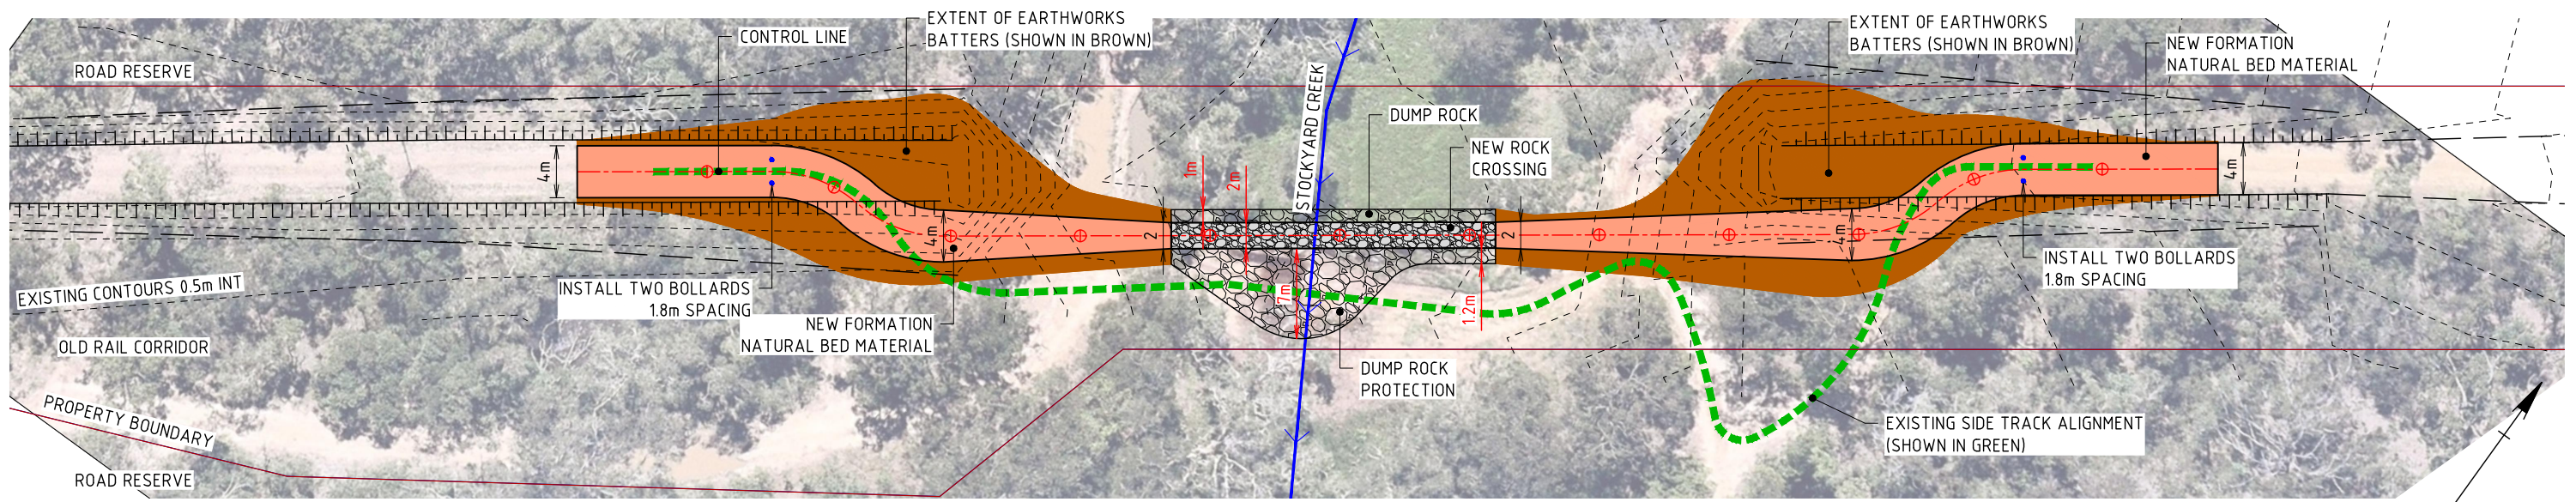 EXTENT OF EARTHWORKS
BATTERS (SHOWN IN BROWN)
CONTROL LINE
ROAD RESERVE
EXTENT OF EARTHWORKS
BATTERS (SHOWN IN BROWN)
NEW FORMATION
NATURAL BED MATERIAL
STOCKYARD CREEK
DUMP ROCK
NEW ROCK
CROSSING
1m
2m
4m
4m
2
2
4m
4m
7m
1.2m
EXISTING CONTOURS 0.5m INT
INSTALL TWO BOLLARDS
1.8m SPACING
NEW FORMATION
NATURAL BED MATERIAL
INSTALL TWO BOLLARDS
1.8m SPACING
OLD RAIL CORRIDOR
DUMP ROCK
PROTECTION
PROPERTY BOUNDARY
EXISTING SIDE TRACK ALIGNMENT
(SHOWN IN GREEN)
ROAD RESERVE